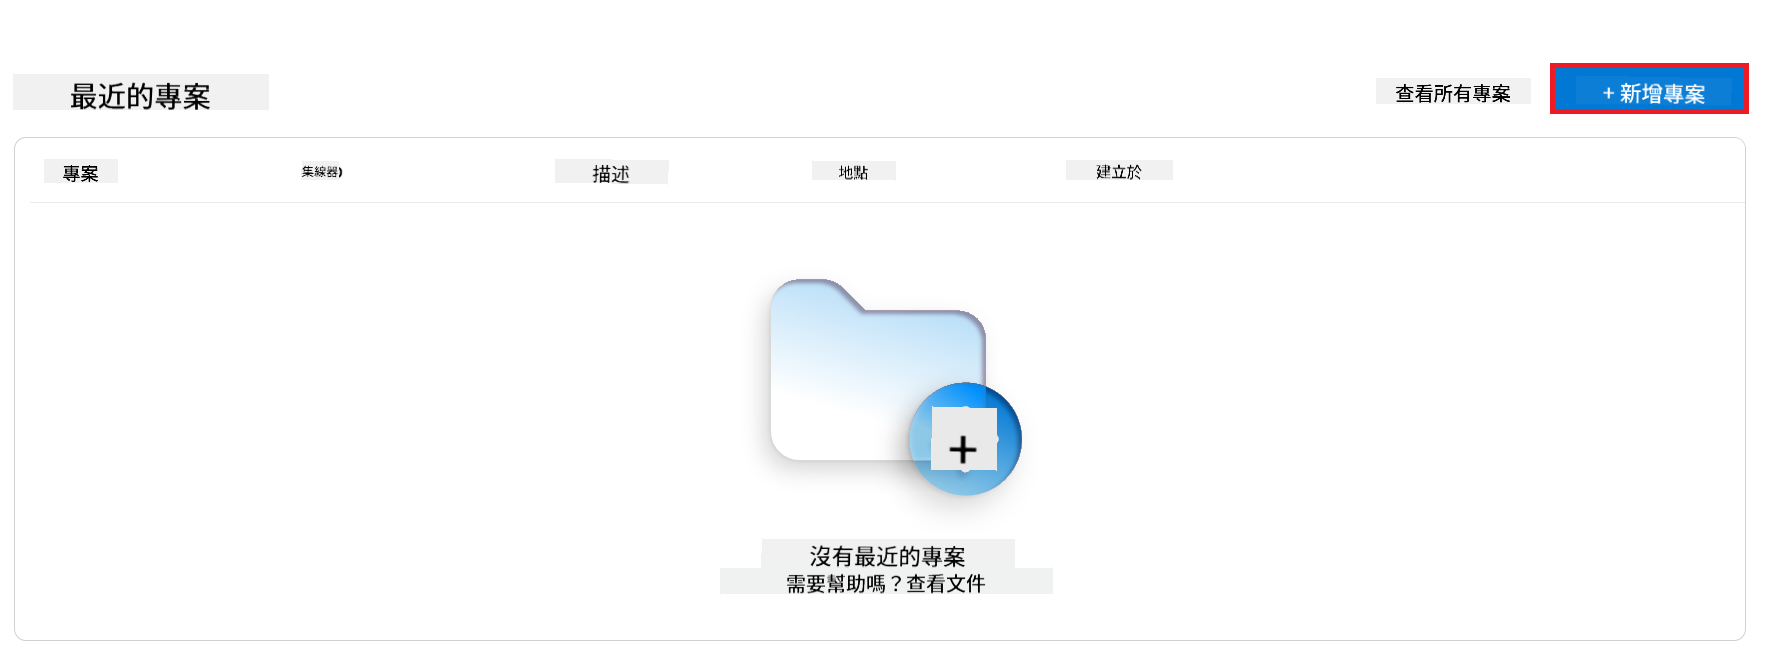 最近的專案
查看所有專案
+ 新增專案
專案 集線器) 描述 地點 建立於
+
沒有最近的專案
需要幫助嗎？查看文件